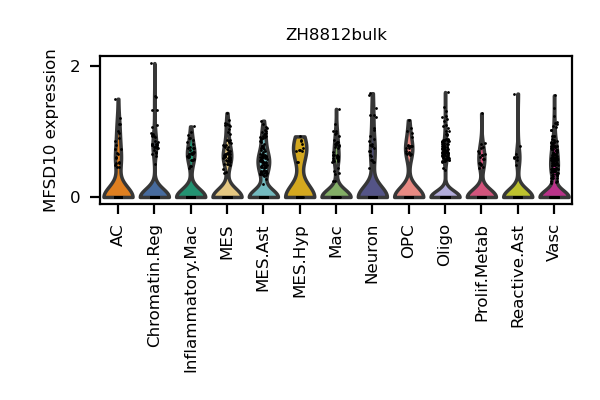 ZH8812bulk
MFSD10 expression
2
0
AC
Chromatin.Reg
Inflammatory.Mac
MES
MES.Ast
MES.Hyp
Mac
Neuron
OPC
Oligo
Prolif.Metab
Reactive.Ast
Vasc